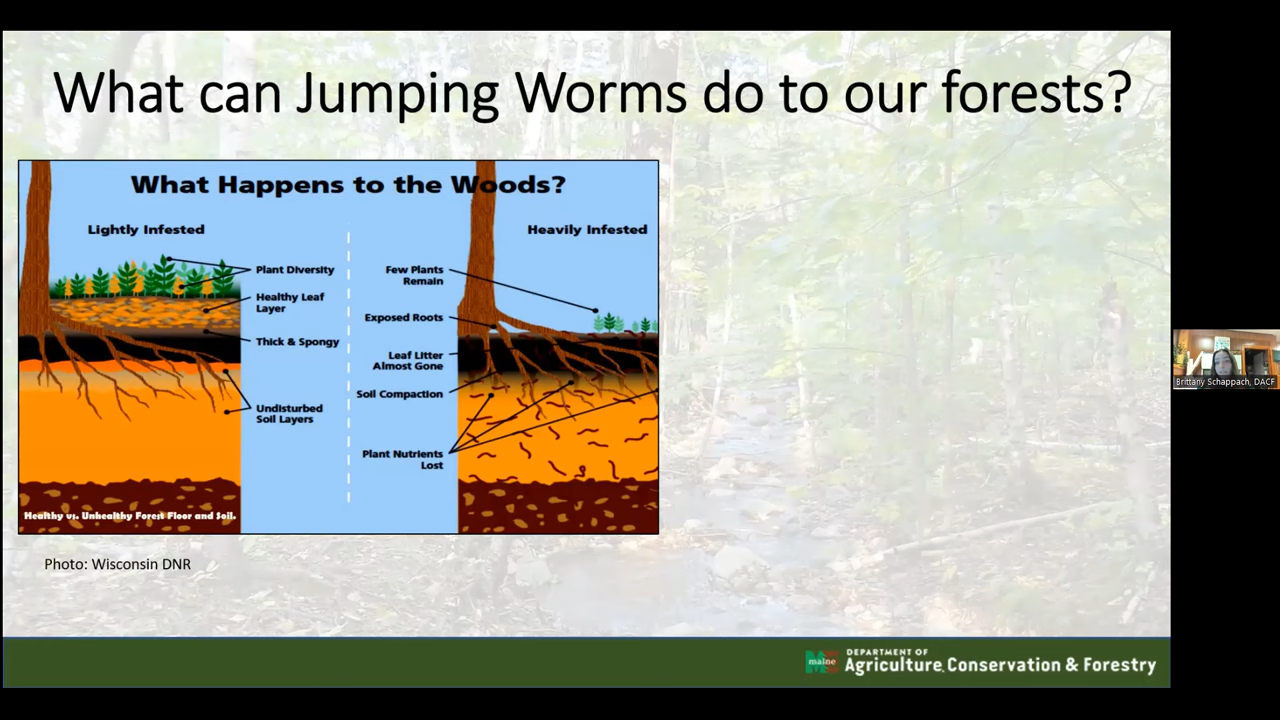 What can Jumping Worms do to our forests?
What Happens to the Woods?
Lightly Infested
Plant Diversity
Healthy Leaf
Layer
Thick & Spongy
Undisturbed
Soil Layers
Healthy vs. Unhealthy Forest Floor and Soil.
Heavily Infested
Few Plants
Remain
Exposed Roots
Leaf Litter
Almost Gone
Soil Compaction
Plant Nutrients
Lost
Photo: Wisconsin DNR
maine
DEPARTMENT OF
Agriculture, Conservation & Forestry
Brittany Schappach, DACF